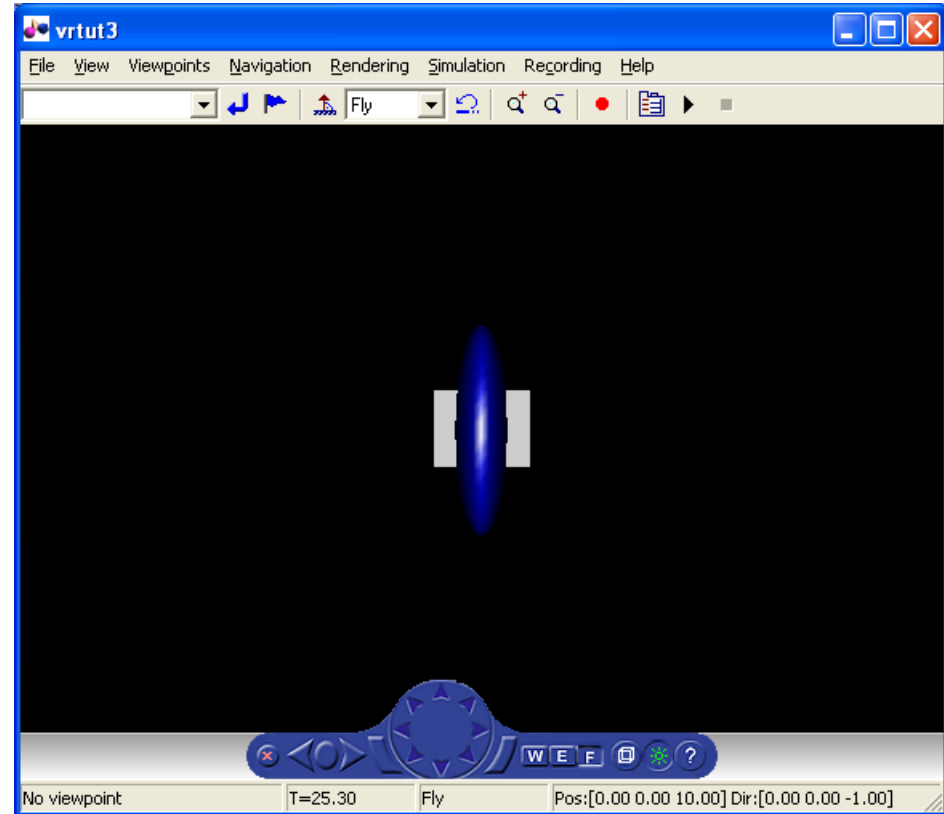 vrtut3
File View Viewpoints Navigation Rendering Simulation Recording Help
Fly
W E F ?
No viewpoint T=25.30 Fly Pos:[0.00 0.00 10.00] Dir:[0.00 0.00 -1.00]